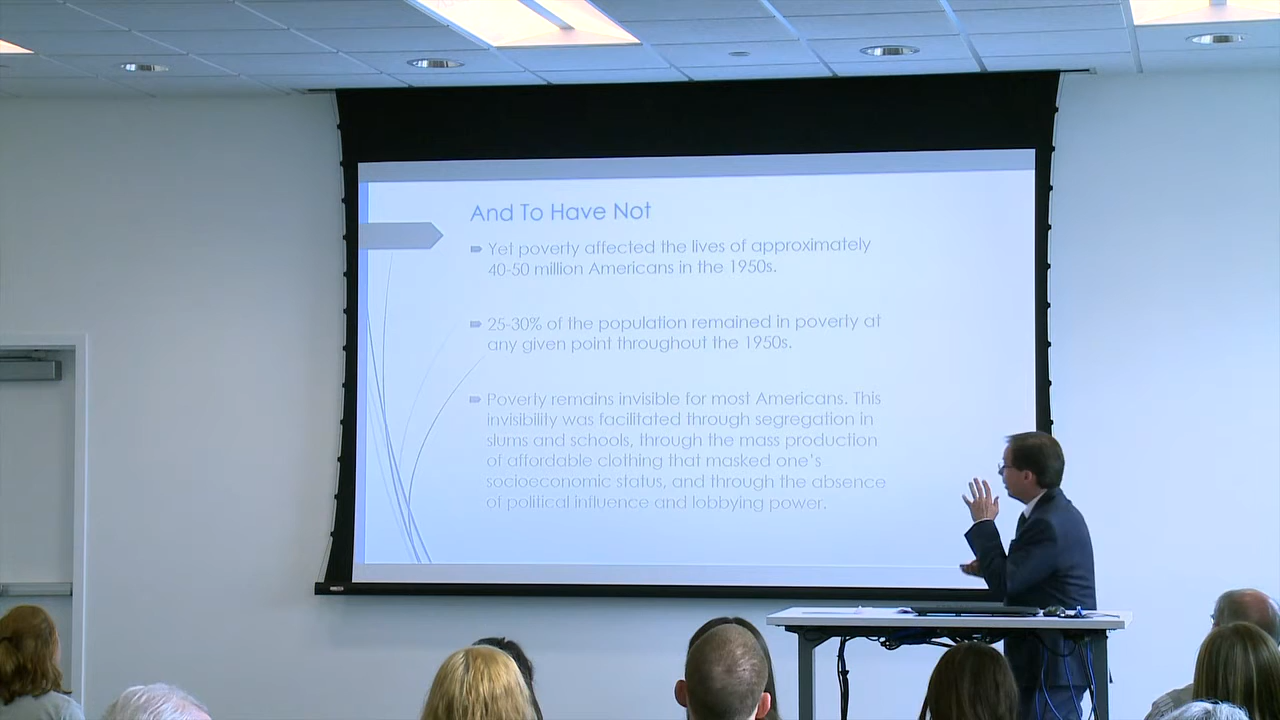 And To Have Not
Yet poverty affected the lives of approximately
40-50 million Americans in the 1950s.
25-30% of the population remained in poverty at
any given point throughout the 1950s.
Poverty remains invisible for most Americans. This
invisibility was facilitated through segregation in
slums and schools, through the mass production
of affordable clothing that masked one's
socioeconomic status, and through the absence
of political influence and lobbying power.